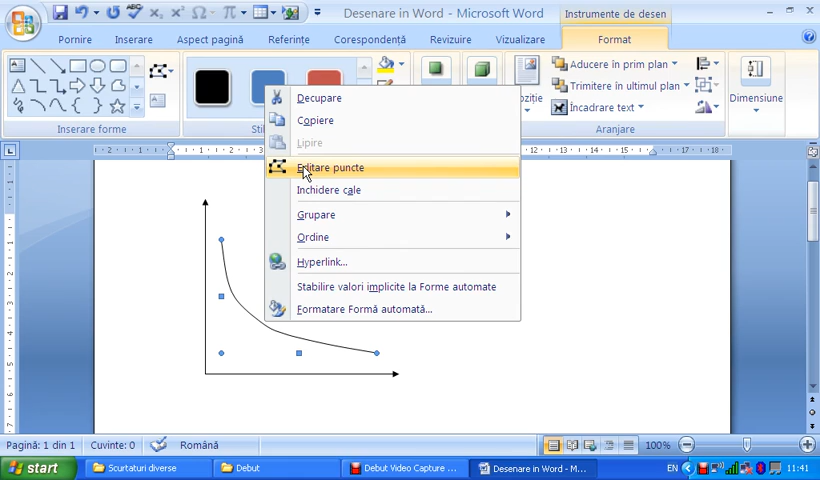 Desenare in Word - Microsoft Word
Instrumente de desen
Pornire
Inserare
Aspect pagină
Referințe
Corespondență
Revizuire
Vizualizare
Format
Aducere în prim plan
Trimitere în ultimul plan
Încadrare text
Dimensiune
Inserare forme
Aranjare
Decupare
Copiere
Lipire
Editare puncte
Închidere cale
Grupare
Ordine
Hyperlink...
Stabilire valori implicite la Forme automate
Formatare Formă automată...
Pagină: 1 din 1
Cuvinte: 0
Română
100%
start
Scurtaturi diverse
Debut
Debut Video Capture ...
Desenare in Word - M...
EN
11:41